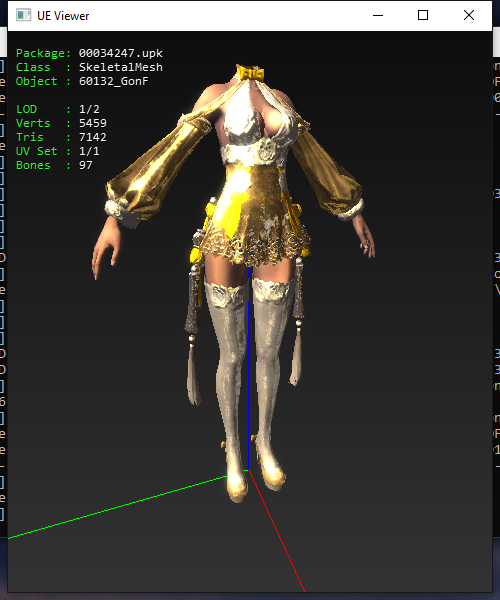 UE Viewer
Package: 00034247.upk
Class : SkeletalMesh
Object : 60132_GonF
LOD : 1/2
Verts : 5459
Tris : 7142
UV Set : 1/1
Bones : 97